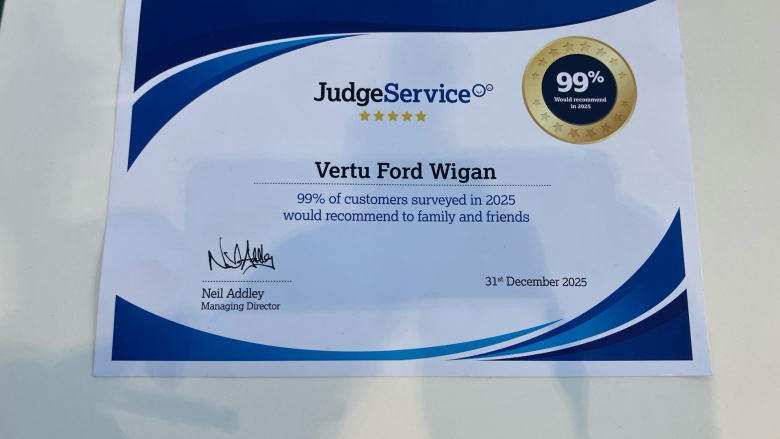 JudgeService
99%
Would recommend
in 2025
Vertu Ford Wigan
99% of customers surveyed in 2025
would recommend to family and friends
Neil Addley
Managing Director
31st December 2025